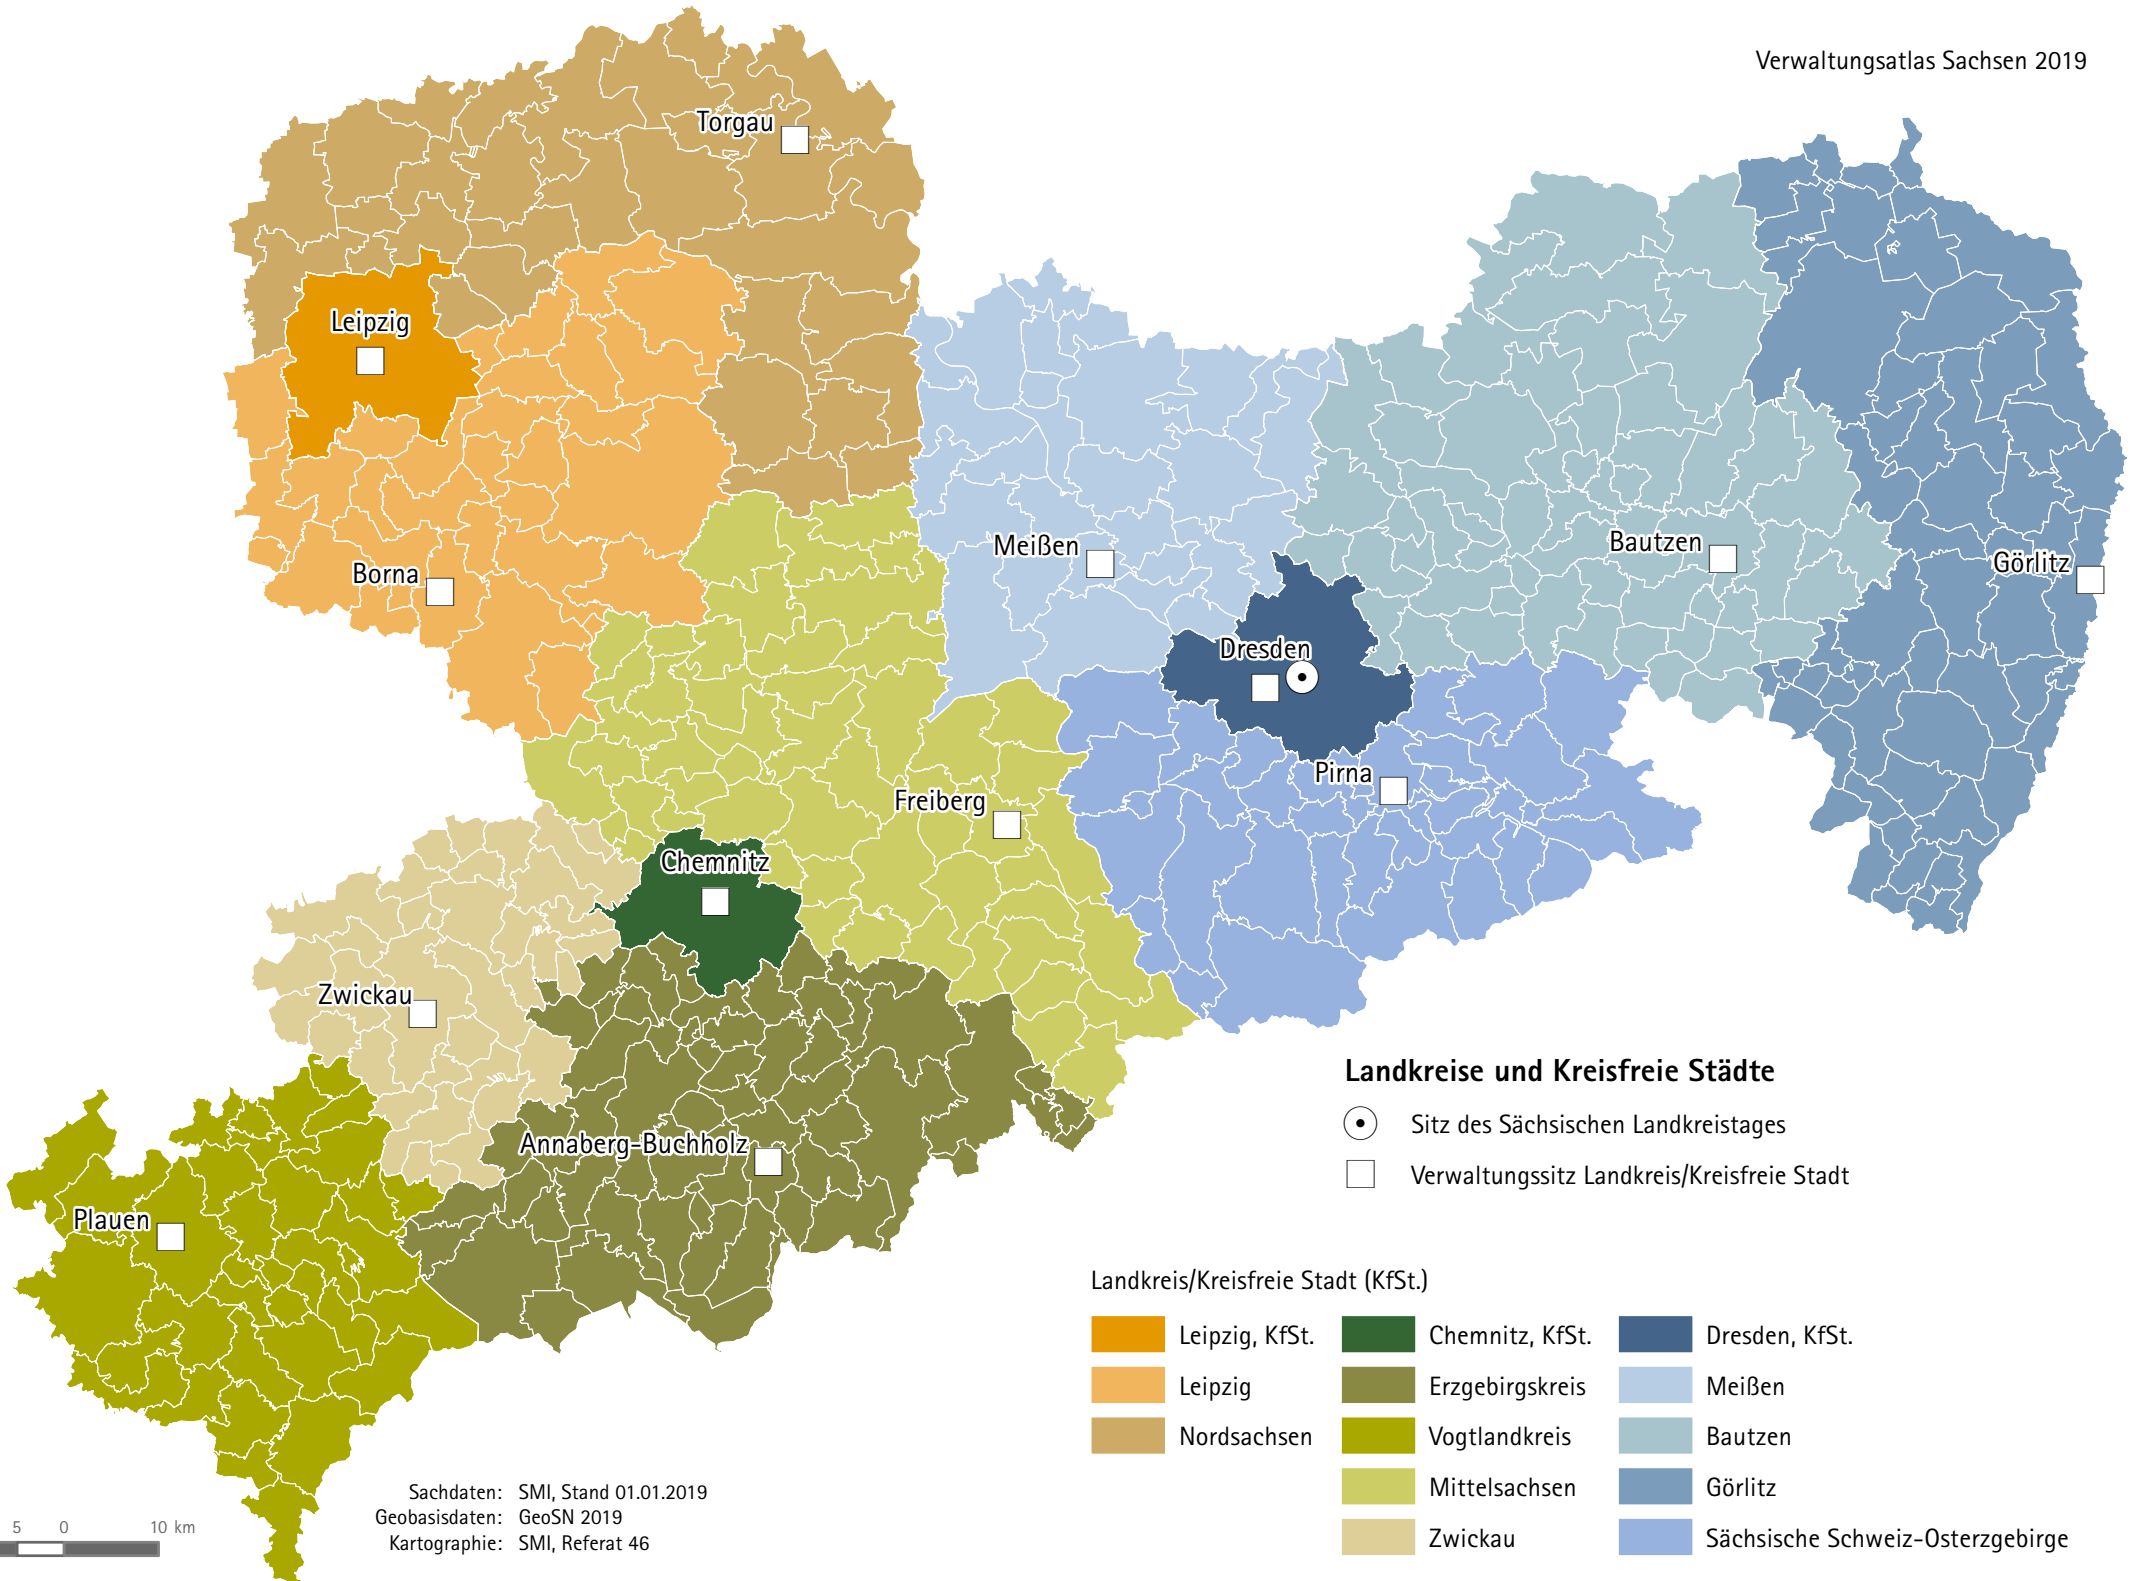 Verwaltungsatlas Sachsen 2019
Torgau
Leipzig
Meißen
Bautzen
Görlitz
Borna
Dresden
Pirna
Freiberg
Chemnitz
Zwickau
Annaberg-Buchholz
Plauen
Landkreise und Kreisfreie Städte
Sitz des Sächsischen Landkreistages
Verwaltungssitz Landkreis/Kreisfreie Stadt
Landkreis/Kreisfreie Stadt (KfSt.)
Leipzig, KfSt.
Leipzig
Nordsachsen
Chemnitz, KfSt.
Erzgebirgskreis
Vogtlandkreis
Mittelsachsen
Zwickau
Dresden, KfSt.
Meißen
Bautzen
Görlitz
Sächsische Schweiz-Osterzgebirge
Sachdaten: SMI, Stand 01.01.2019
Geobasisdaten: GeoSN 2019
Kartographie: SMI, Referat 46
5 0 10 km